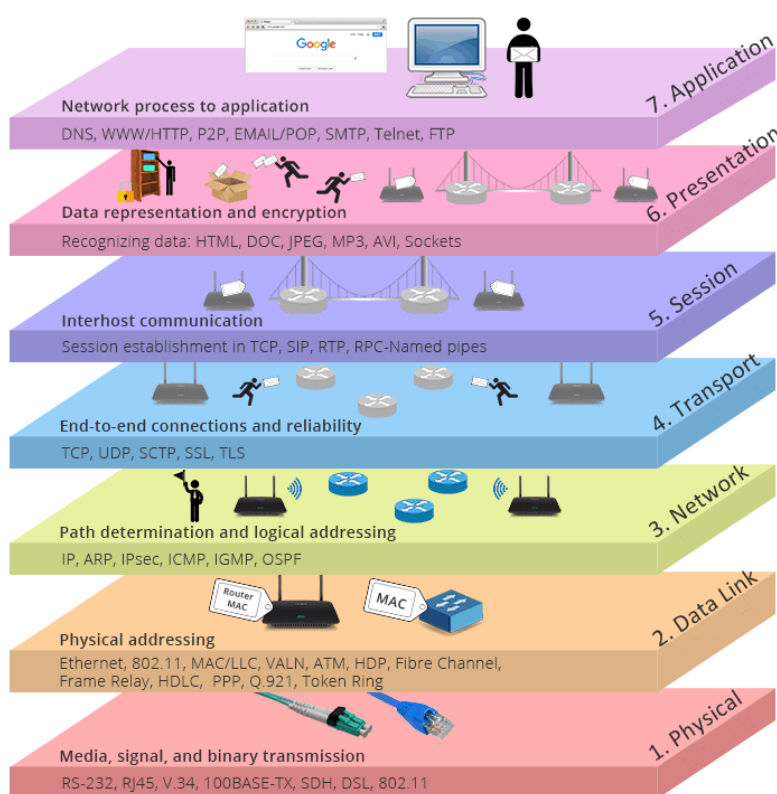 Google
7. Application
Network process to application
DNS, WWW/HTTP, P2P, EMAIL/POP, SMTP, Telnet, FTP
6. Presentation
Data representation and encryption
Recognizing data: HTML, DOC, JPEG, MP3, AVI, Sockets
5. Session
Interhost communication
Session establishment in TCP, SIP, RTP, RPC-Named pipes
4. Transport
End-to-end connections and reliability
TCP, UDP, SCTP, SSL, TLS
3. Network
Path determination and logical addressing
IP, ARP, IPsec, ICMP, IGMP, OSPF
Router
MAC
MAC
2. Data Link
Physical addressing
Ethernet, 802.11, MAC/LLC, VALN, ATM, HDP, Fibre Channel,
Frame Relay, HDLC, PPP, Q.921, Token Ring
1. Physical
Media, signal, and binary transmission
RS-232, RJ45, V.34, 100BASE-TX, SDH, DSL, 802.11